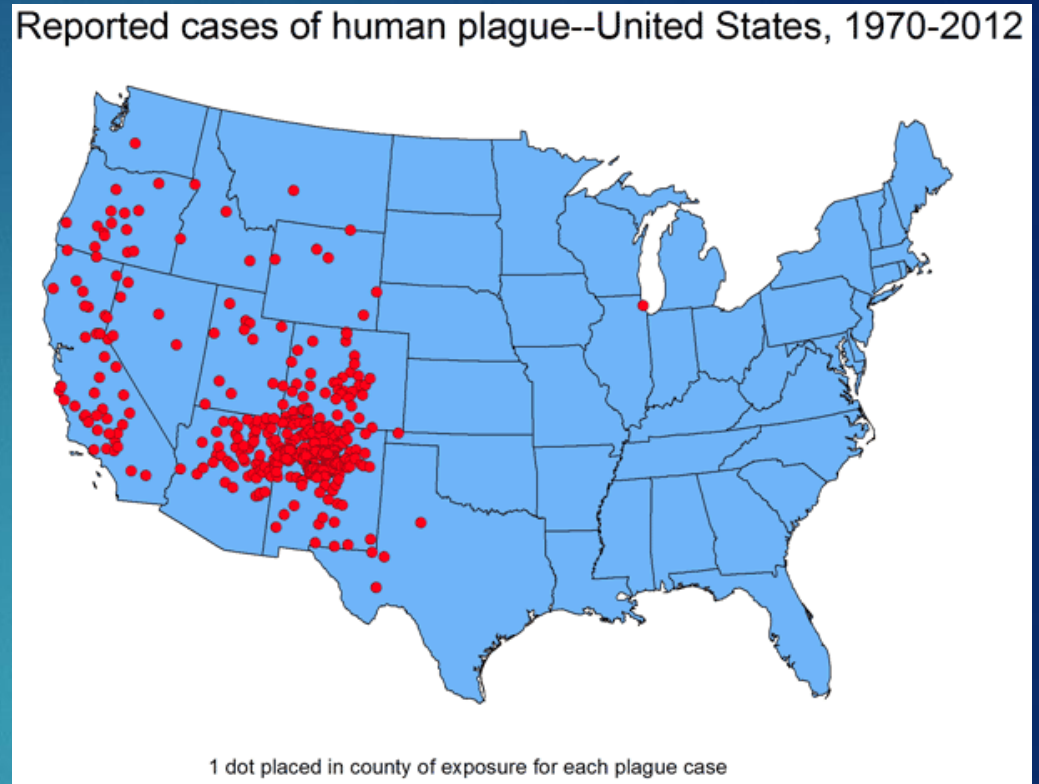 Reported cases of human plague--United States, 1970-2012
1 dot placed in county of exposure for each plague case